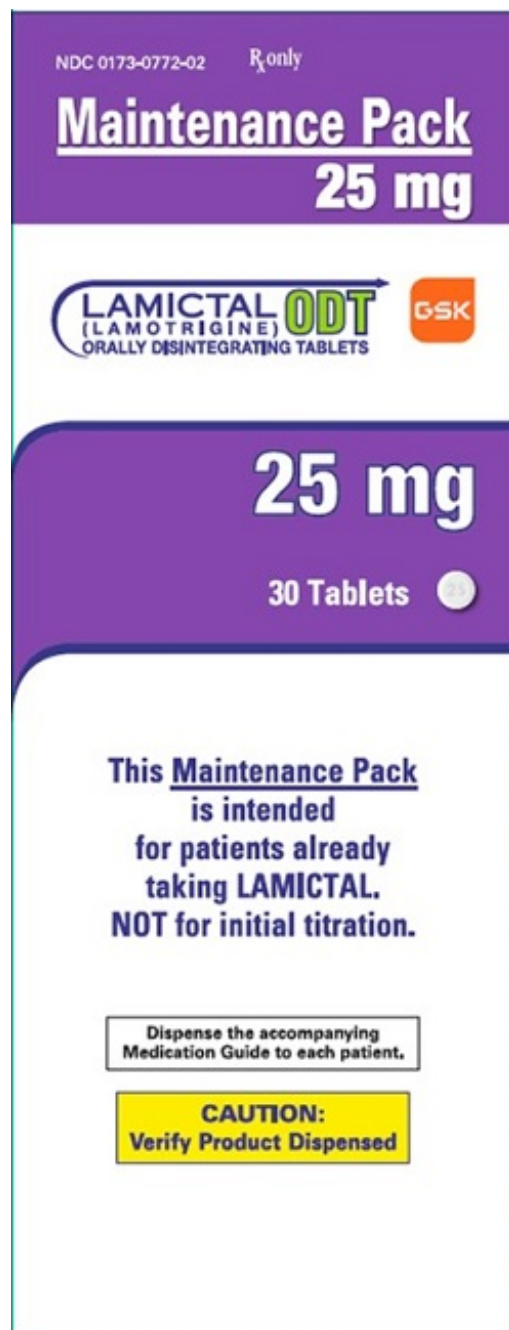 NDC 0173-0772-02 Rx only
Maintenance Pack
25 mg
LAMICTAL ODT
(LAMOTRIGINE)
ORALLY DISINTEGRATING TABLETS
GSK
25 mg
30 Tablets 25
This Maintenance Pack
is intended
for patients already
taking LAMICTAL.
NOT for initial titration.
Dispense the accompanying
Medication Guide to each patient.
CAUTION:
Verify Product Dispensed